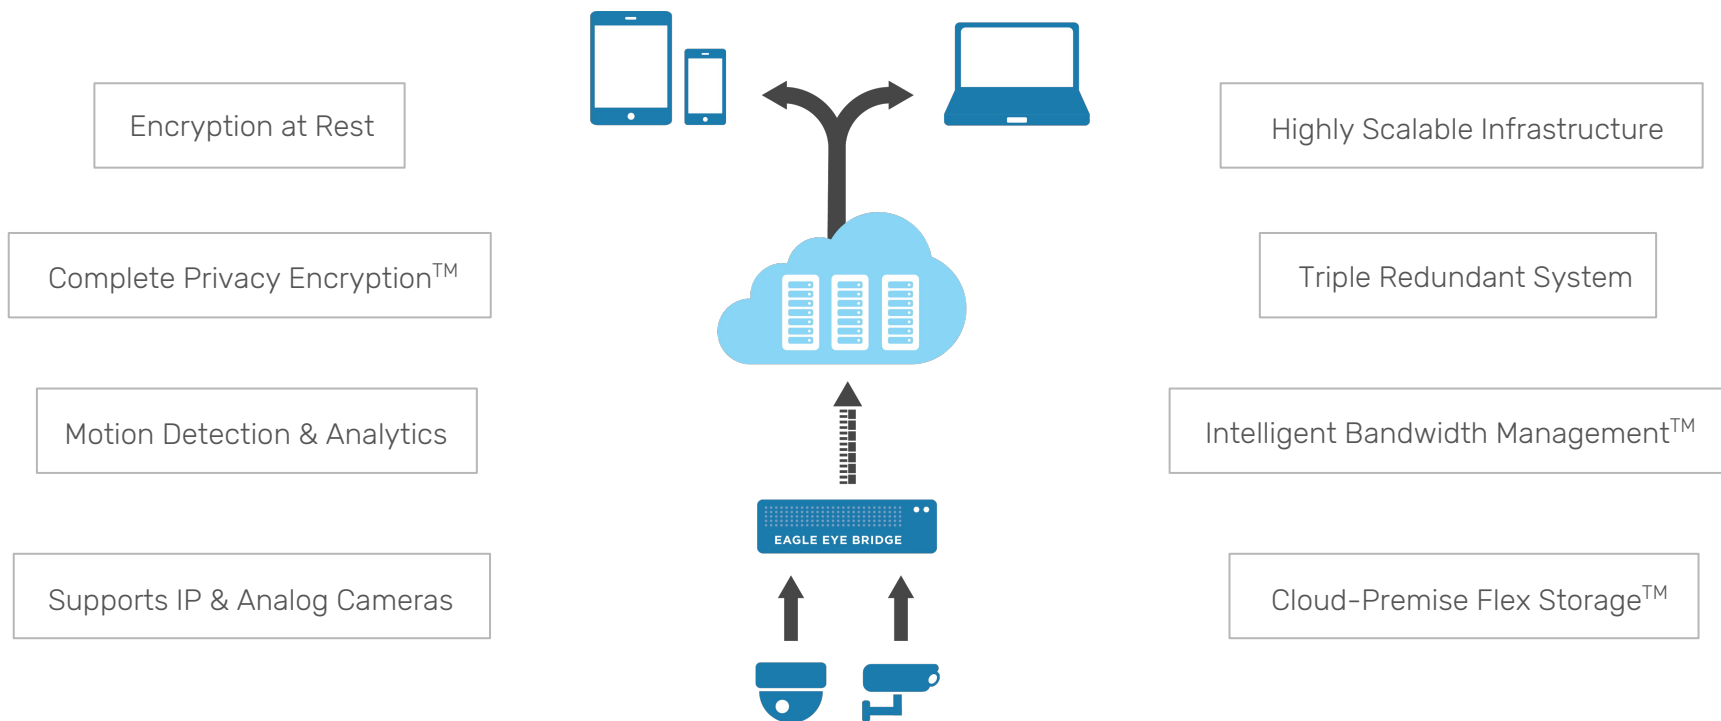 Encryption at Rest
Complete Privacy Encryption™
Motion Detection & Analytics
Supports IP & Analog Cameras
EAGLE EYE BRIDGE
Highly Scalable Infrastructure
Triple Redundant System
Intelligent Bandwidth Management™
Cloud-Premise Flex Storage™